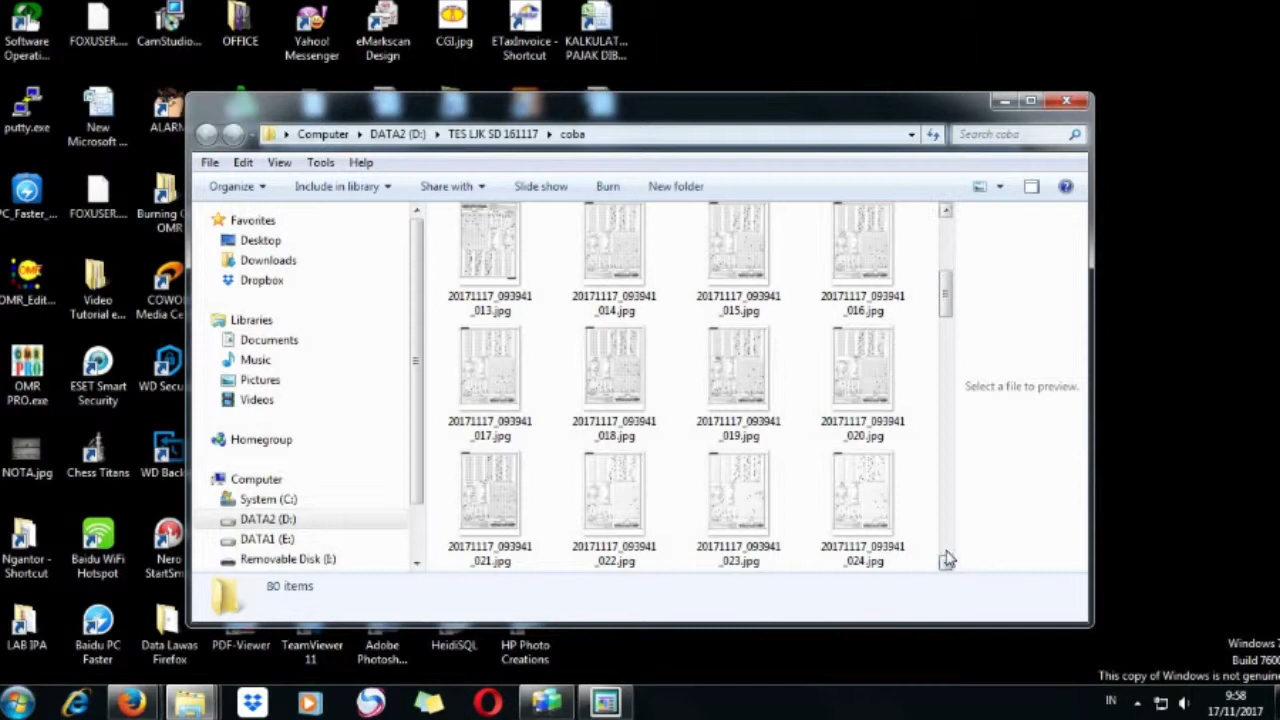 Software
Operati...
FOXUSER....
CamStudio...
OFFICE
Yahoo!
Messenger
eMarkscan
Design
CGI.jpg
ETaxInvoice -
Shortcut
KALKULAT...
PAJAK DIB...
putty.exe
New
Microsoft ...
ALARM
Computer
DATA2 (D:)
TES LJK SD 161117
coba
Search coba
File
Edit
View
Tools
Help
Organize
Include in library
Share with
Slide show
Burn
New folder
PC_Faster_...
FOXUSER....
Burning
OMR
Favorites
Desktop
Downloads
Dropbox
Libraries
Documents
Music
Pictures
Videos
Homegroup
Computer
System (C:)
DATA2 (D:)
DATA1 (E:)
Removable Disk (I:)
20171117_093941
_013.jpg
20171117_093941
_014.jpg
20171117_093941
_015.jpg
20171117_093941
_016.jpg
20171117_093941
_017.jpg
20171117_093941
_018.jpg
20171117_093941
_019.jpg
20171117_093941
_020.jpg
20171117_093941
_021.jpg
20171117_093941
_022.jpg
20171117_093941
_023.jpg
20171117_093941
_024.jpg
Select a file to preview.
80 items
OMR_Edit...
Video
Tutorial e...
COWO
Media Ce
OMR
PRO
OMR
PRO.exe
ESET Smart
Security
WD Secu
NOTA.jpg
Chess Titans
WD Back
Ngantor -
Shortcut
Baidu WiFi
Hotspot
Nero
StartSm
LAB IPA
Baidu PC
Faster
Data Lawas
Firefox
PDF-Viewer
TeamViewer
11
Adobe
Photosh...
HeidiSQL
HP Photo
Creations
Windows 7
Build 7600
This copy of Windows is not genuine
IN
9:58
17/11/2017